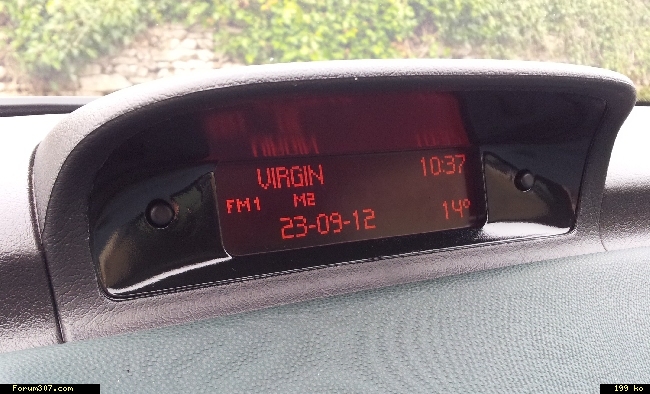 VIRGIN 10:37
FM1 M2
23-09-12 14°
Forum307.com 199 ko